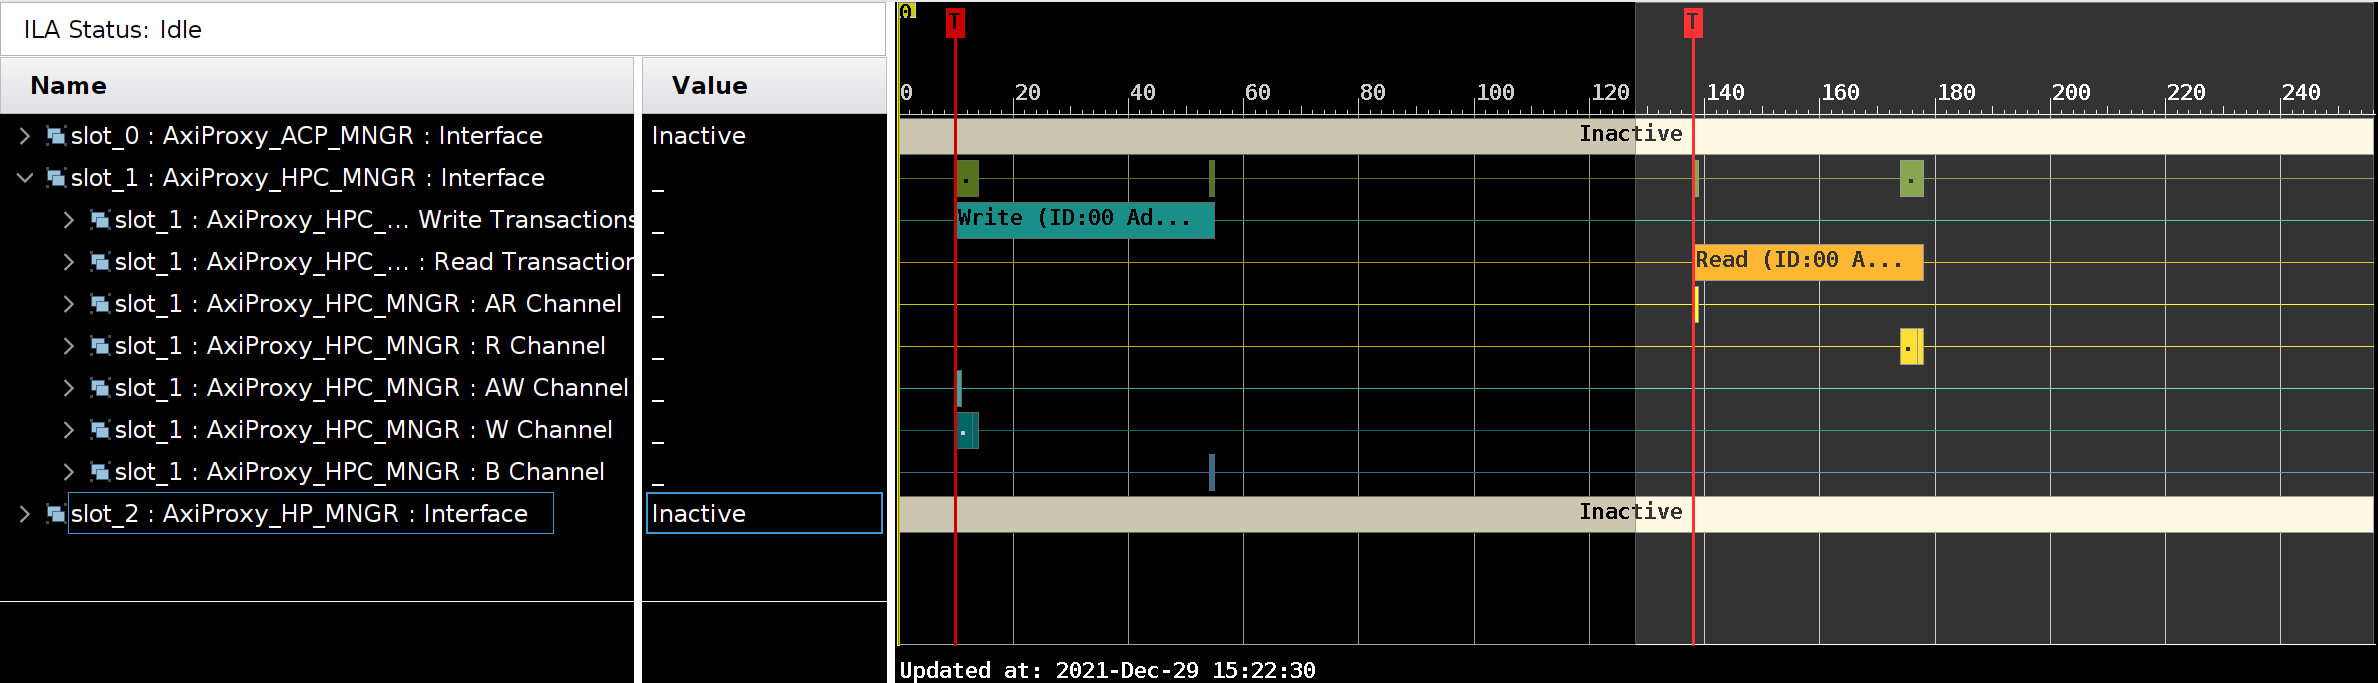 ILA Status: Idle
Name Value
0
T T
0 20 40 60 80 100 120 140 160 180 200 220 240
slot_0 : AxiProxy_ACP_MNGR : Interface Inactive Inactive
slot_1 : AxiProxy_HPC_MNGR : Interface _
slot_1 : AxiProxy_HPC_... Write Transactions _ Write (ID:00 Ad...
slot_1 : AxiProxy_HPC_... : Read Transaction _ Read (ID:00 A...
slot_1 : AxiProxy_HPC_MNGR : AR Channel _
slot_1 : AxiProxy_HPC_MNGR : R Channel _
slot_1 : AxiProxy_HPC_MNGR : AW Channel _
slot_1 : AxiProxy_HPC_MNGR : W Channel _
slot_1 : AxiProxy_HPC_MNGR : B Channel _
slot_2 : AxiProxy_HP_MNGR : Interface Inactive Inactive
Updated at: 2021-Dec-29 15:22:30